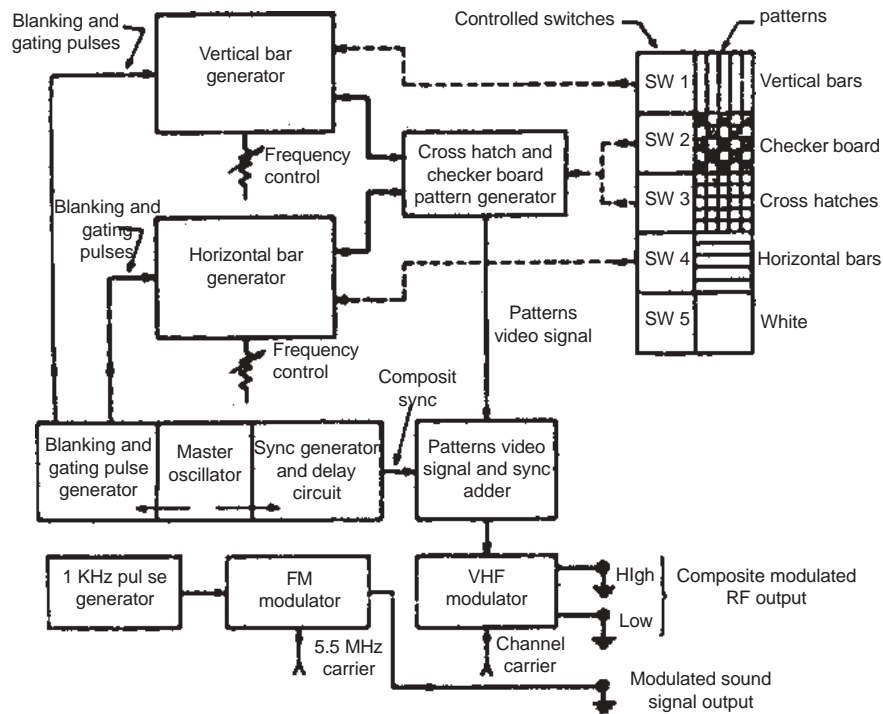 Blanking and
gating pulses
Vertical bar
generator
Controlled switches
patterns
SW 1
Vertical bars
SW 2
Checker board
SW 3
Cross hatches
SW 4
Horizontal bars
SW 5
White
Frequency
control
Cross hatch and
checker board
pattern generator
Blanking and
gating
pulses
Horizontal bar
generator
Frequency
control
Patterns
video signal
Composit
sync
Blanking and
gating pulse
generator
Master
oscillator
Sync generator
and delay
circuit
Patterns video
signal and sync
adder
1 KHz pul se
generator
FM
modulator
VHF
modulator
HIgh
Low
Composite modulated
RF output
5.5 MHz
carrier
Channel
carrier
Modulated sound
signal output